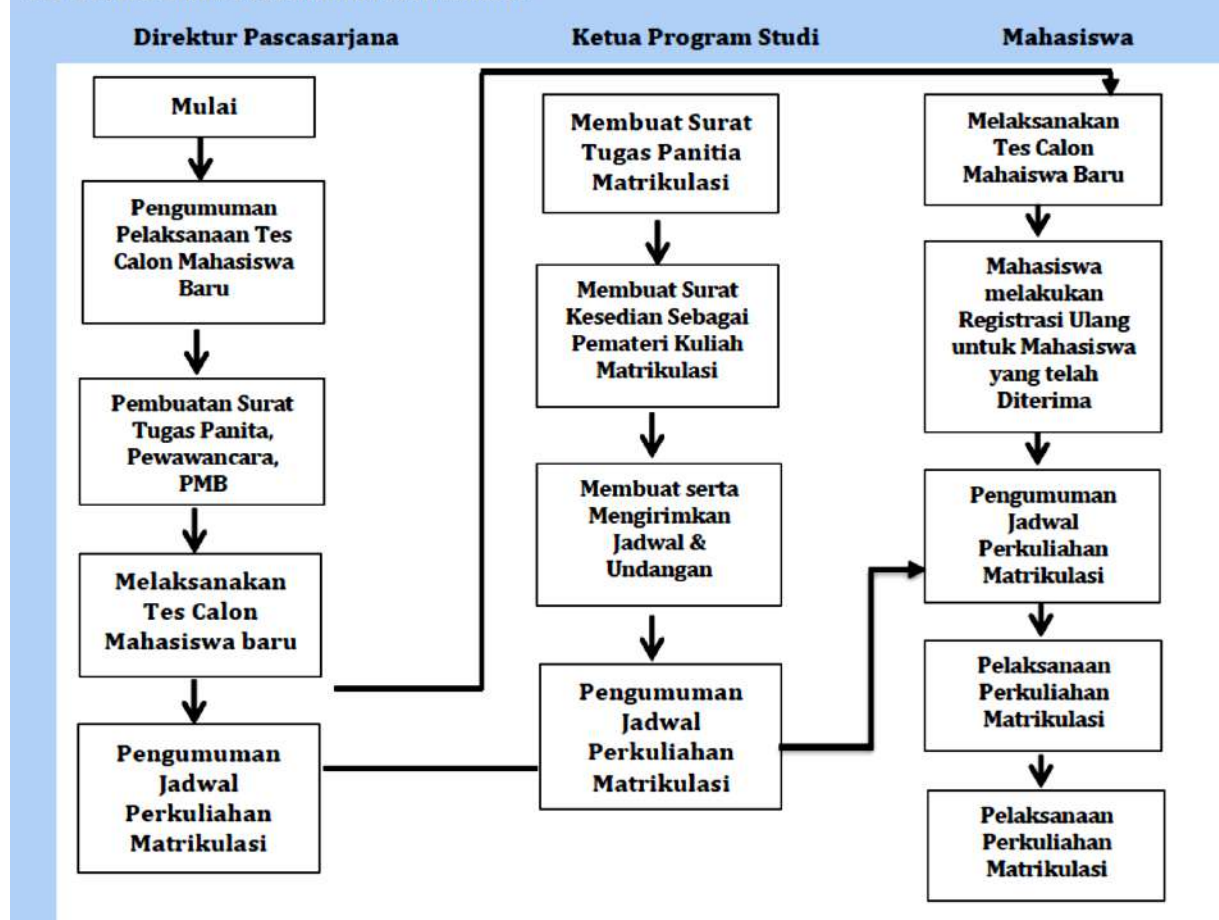 Direktur Pascasarjana
Ketua Program Studi
Mahasiswa
Mulai
Pengumuman
Pelaksanaan Tes
Calon Mahasiswa
Baru
Pembuatan Surat
Tugas Panita,
Pewawancara,
PMB
Melaksanakan
Tes Calon
Mahasiswa baru
Pengumuman
Jadwal
Perkuliahan
Matrikulasi
Membuat Surat
Tugas Panitia
Matrikulasi
Membuat Surat
Kesedian Sebagai
Pemateri Kuliah
Matrikulasi
Membuat serta
Mengirimkan
Jadwal &
Undangan
Pengumuman
Jadwal
Perkuliahan
Matrikulasi
Melaksanakan
Tes Calon
Mahaiswa Baru
Mahasiswa
melakukan
Registrasi Ulang
untuk Mahasiswa
yang telah
Diterima
Pengumuman
Jadwal
Perkuliahan
Matrikulasi
Pelaksanaan
Perkuliahan
Matrikulasi
Pelaksanaan
Perkuliahan
Matrikulasi